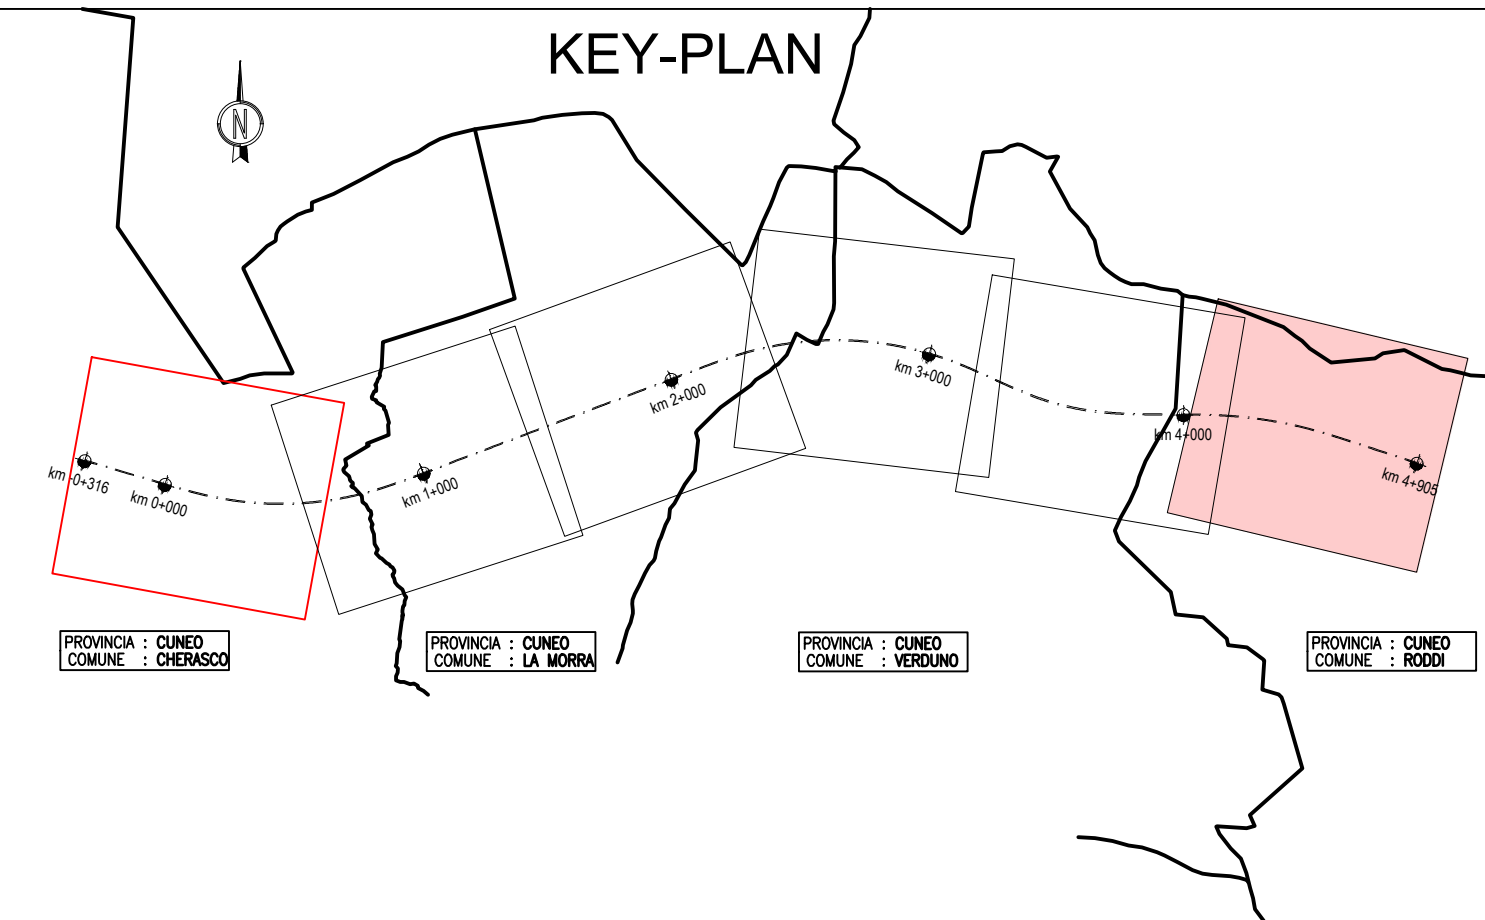 KEY-PLAN
N
km -0+316
km 0+000
km 1+000
km 2+000
km 3+000
km 4+000
km 4+905
PROVINCIA : CUNEO
COMUNE : CHERASCO
PROVINCIA : CUNEO
COMUNE : LA MORRA
PROVINCIA : CUNEO
COMUNE : VERDUNO
PROVINCIA : CUNEO
COMUNE : RODDI